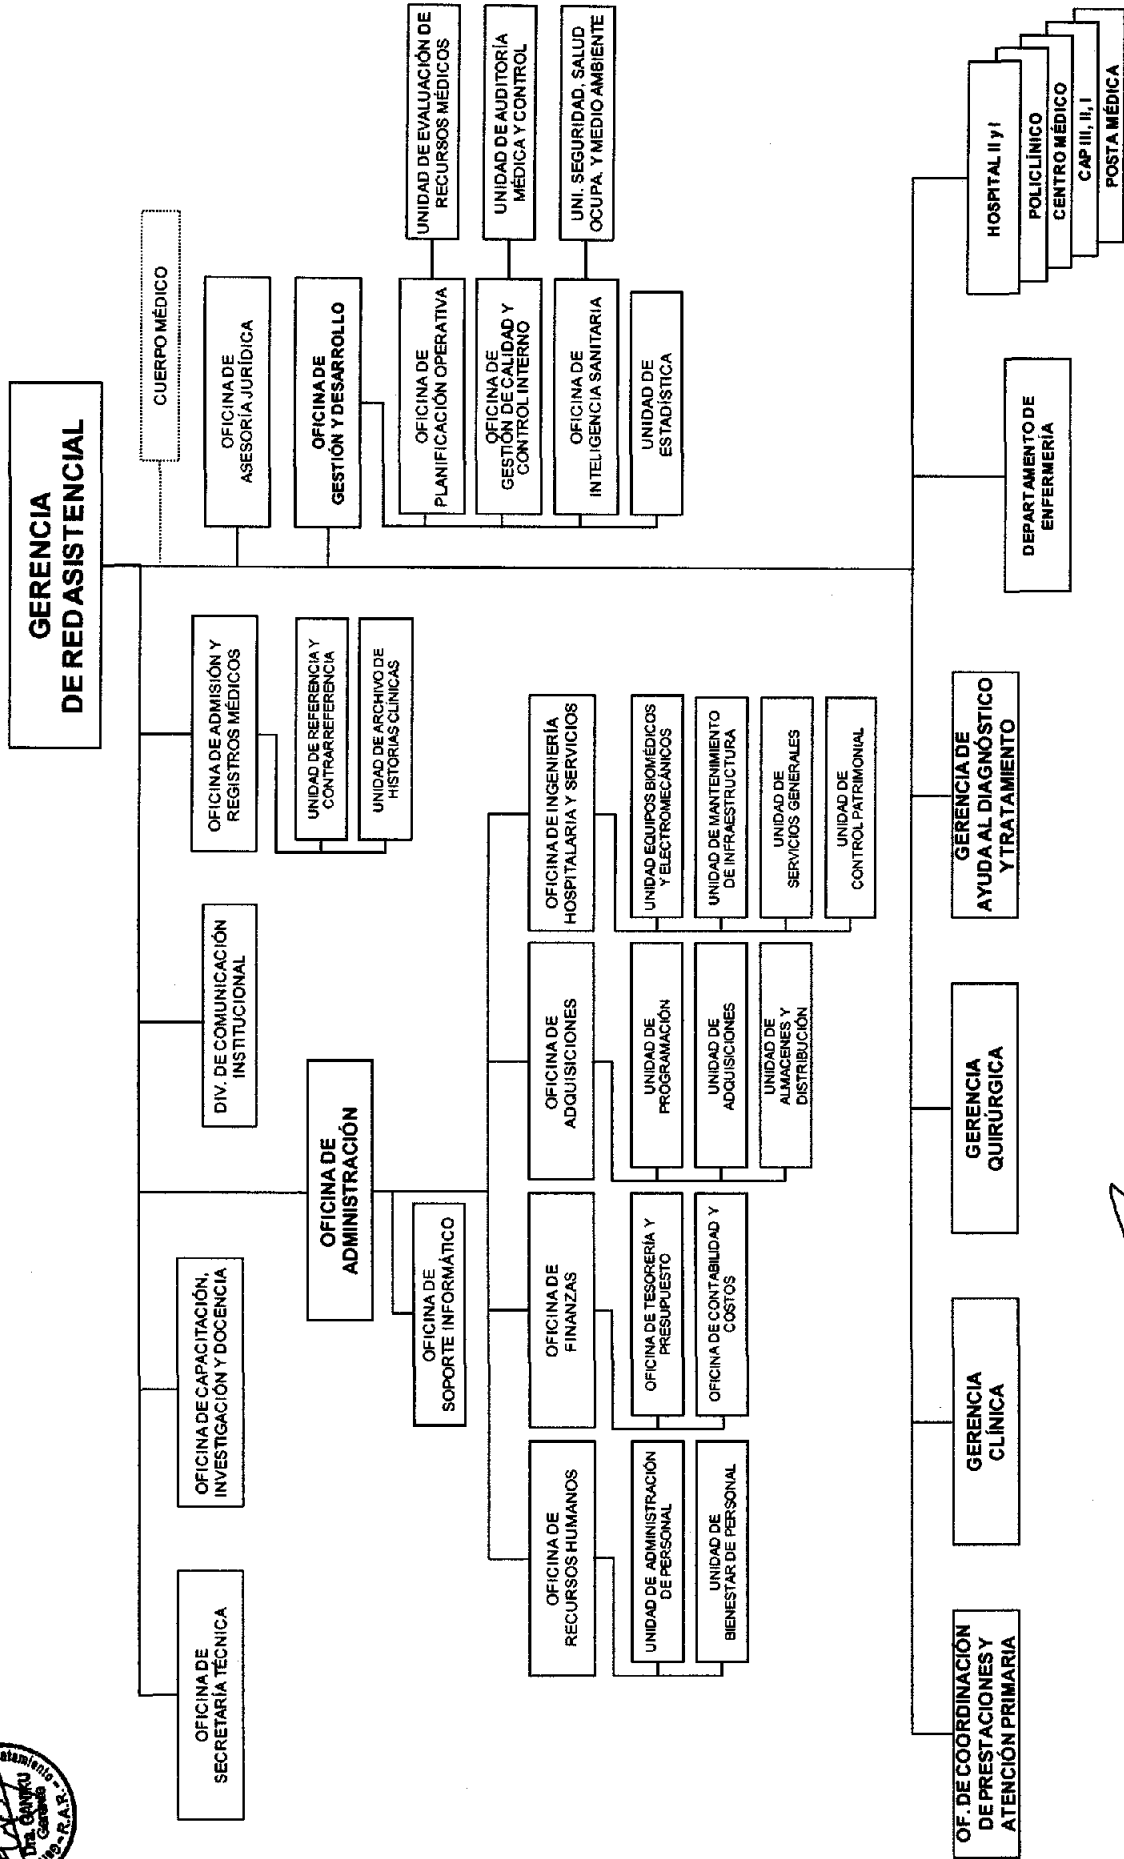 GERENCIA
DE RED ASISTENCIAL
CUERPO MÉDICO
OFICINA DE
ASESORÍA JURÍDICA
OFICINA DE
GESTIÓN Y DESARROLLO
OFICINA DE
PLANIFICACIÓN OPERATIVA
UNIDAD DE EVALUACIÓN DE
RECURSOS MÉDICOS
OFICINA DE
GESTIÓN DE CALIDAD Y
CONTROL INTERNO
UNIDAD DE AUDITORÍA
MÉDICA Y CONTROL
OFICINA DE
INTELIGENCIA SANITARIA
UNI. SEGURIDAD, SALUD
OCUPA. Y MEDIO AMBIENTE
UNIDAD DE
ESTADÍSTICA
OFICINA DE
SECRETARÍA TÉCNICA
OFICINA DE CAPACITACIÓN,
INVESTIGACIÓN Y DOCENCIA
DIV. DE COMUNICACIÓN
INSTITUCIONAL
OFICINA DE ADMISIÓN Y
REGISTROS MÉDICOS
UNIDAD DE REFERENCIA Y
CONTRARREFERENCIA
UNIDAD DE ARCHIVO DE
HISTORIAS CLÍNICAS
OFICINA DE
ADMINISTRACIÓN
OFICINA DE
SOPORTE INFORMÁTICO
OFICINA DE
RECURSOS HUMANOS
UNIDAD DE ADMINISTRACIÓN
DE PERSONAL
UNIDAD DE
BIENESTAR DE PERSONAL
OFICINA DE
FINANZAS
OFICINA DE TESORERÍA Y
PRESUPUESTO
OFICINA DE CONTABILIDAD Y
COSTOS
OFICINA DE
ADQUISICIONES
UNIDAD DE
PROGRAMACIÓN
UNIDAD DE
ADQUISICIONES
UNIDAD DE
ALMACENES Y
DISTRIBUCIÓN
OFICINA DE INGENIERÍA
HOSPITALARIA Y SERVICIOS
UNIDAD EQUIPOS BIOMÉDICOS
Y ELECTROMECÁNICOS
UNIDAD DE MANTENIMIENTO
DE INFRAESTRUCTURA
UNIDAD DE
SERVICIOS GENERALES
UNIDAD DE
CONTROL PATRIMONIAL
OF. DE COORDINACIÓN
DE PRESTACIONES Y
ATENCIÓN PRIMARIA
GERENCIA
CLÍNICA
GERENCIA
QUIRÚRGICA
GERENCIA DE
AYUDA AL DIAGNÓSTICO
Y TRATAMIENTO
DEPARTAMENTO DE
ENFERMERÍA
HOSPITAL II y I
POLICLÍNICO
CENTRO MÉDICO
CAP III, II, I
POSTA MÉDICA
Dra.
Gerente
R.A.R.